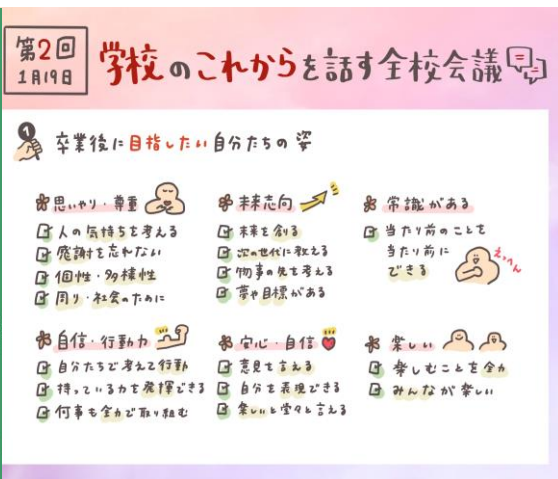 第2回
1月19日
学校のこれからを話す全校会議
1 卒業後に目指したい自分たちの姿
思いやり・尊重
人の気持ちを考える
感謝を忘れない
個性・多様性
周り・社会のために
未来志向
未来を創る
次の世代に教える
物事の先を考える
夢や目標がある
常識がある
当たり前のことを
当たり前に
できる
えっへん
自信・行動力
自分たちで考えて行動
持っている力を発揮できる
何事も全力で取り組む
安心・自信
意見を言える
自分を表現できる
楽しいと堂々と言える
楽しい
楽しむことを全力
みんなが楽しい